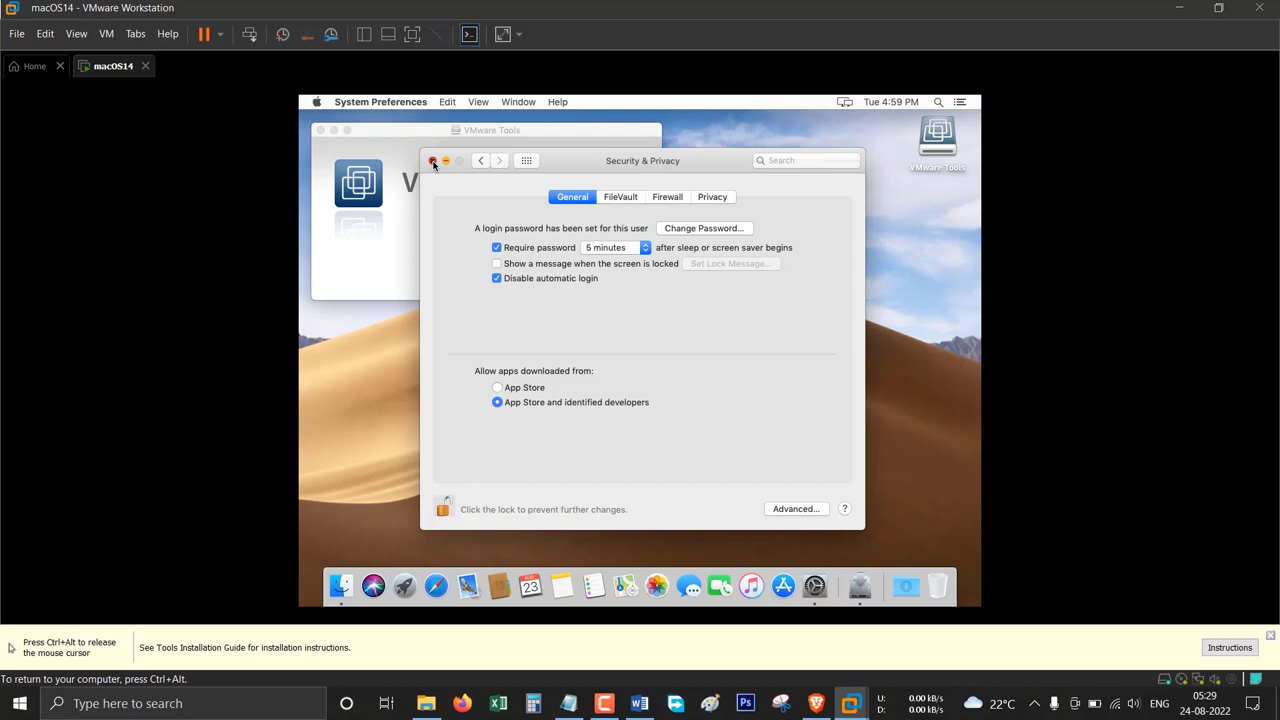 macOS14 - VMware Workstation
File Edit View VM Tabs Help
Home macOS14
System Preferences Edit View Window Help Tue 4:59 PM
VMware Tools
Security & Privacy Search
V
VMware Tools
General FileVault Firewall Privacy
A login password has been set for this user Change Password...
Require password 5 minutes after sleep or screen saver begins
Show a message when the screen is locked Set Lock Message...
Disable automatic login
Allow apps downloaded from:
App Store
App Store and identified developers
Click the lock to prevent further changes. Advanced... ?
AUG
23
Press Ctrl+Alt to release
the mouse cursor
See Tools Installation Guide for installation instructions. Instructions
To return to your computer, press Ctrl+Alt.
Type here to search
U: 0.00 kB/s
D: 0.00 kB/s
22°C
ENG
05:29
24-08-2022